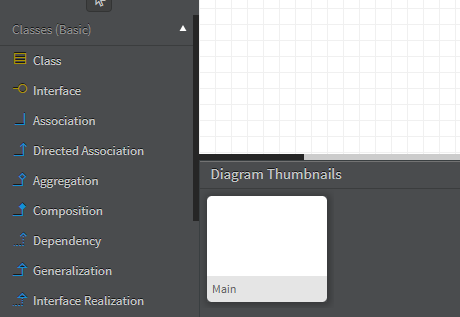 Classes (Basic)
Class
Interface
Association
Directed Association
Aggregation
Composition
Dependency
Generalization
Interface Realization
Diagram Thumbnails
Main